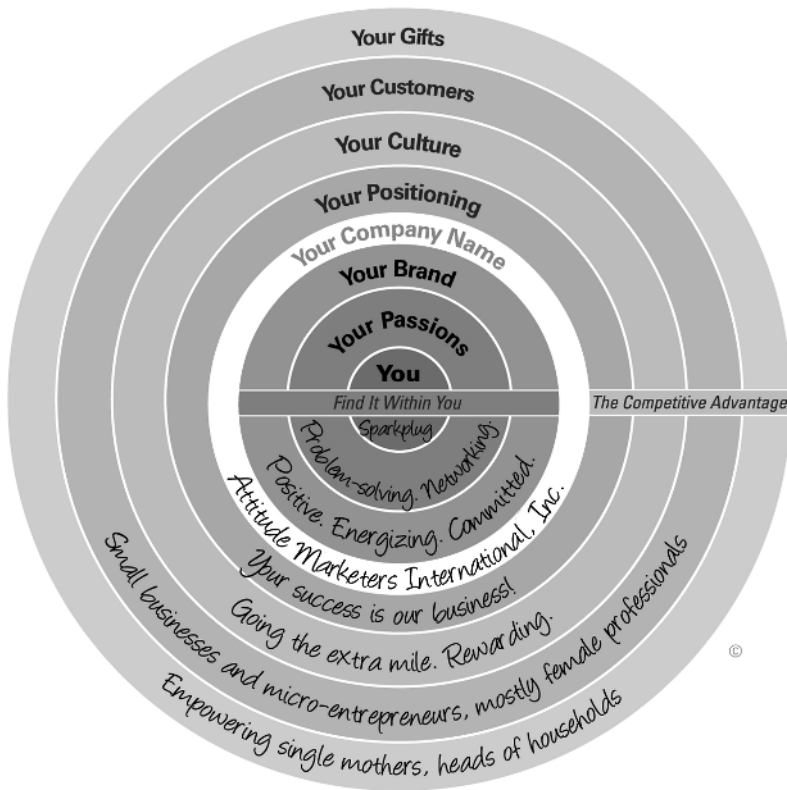 Your Gifts
Your Customers
Your Culture
Your Positioning
Your Company Name
Your Brand
Your Passions
You
Find It Within You
The Competitive Advantage
Sparkplug
Problem-solving. Networking.
Positive. Energizing. Committed.
Attitude Marketers International, Inc.
Your success is our business!
Going the extra mile. Rewarding.
Small businesses and micro-entrepreneurs, mostly female professionals
Empowering single mothers, heads of households
©